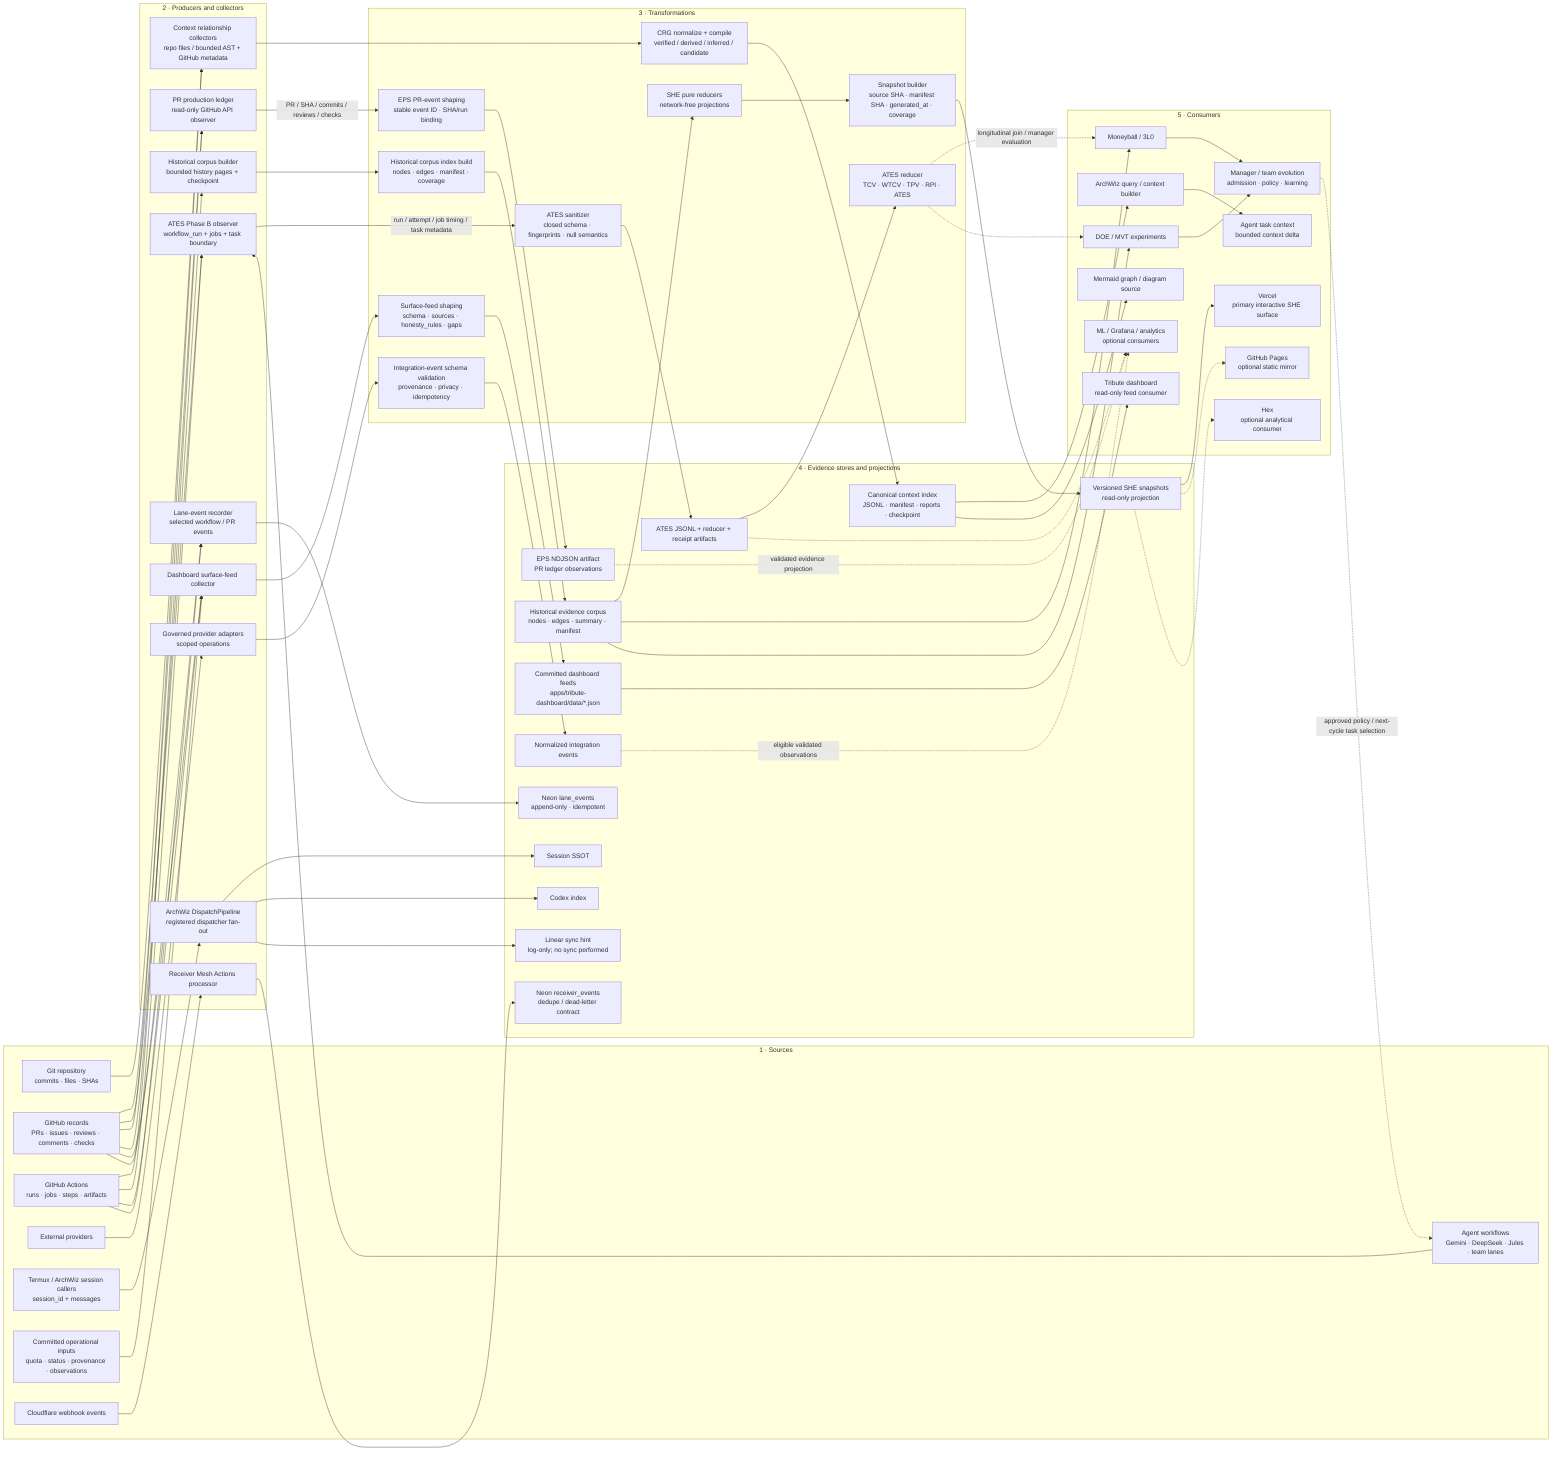 2 · Producers and collectors
Context relationship
collectors
repo files / bounded AST +
GitHub metadata
PR production ledger
read-only GitHub API
observer
Historical corpus builder
bounded history pages +
checkpoint
ATES Phase B observer
workflow_run + jobs + task
boundary
Lane-event recorder
selected workflow / PR
events
Dashboard surface-feed
collector
Governed provider adapters
scoped operations
ArchWiz DispatchPipeline
registered dispatcher fan-
out
Receiver Mesh Actions
processor
PR / SHA / commits /
reviews / checks
run / attempt / job timing /
task metadata
3 · Transformations
CRG normalize + compile
verified / derived / inferred /
candidate
EPS PR-event shaping
stable event ID · SHA/run
binding
SHE pure reducers
network-free projections
Snapshot builder
source SHA · manifest
SHA · generated_at ·
coverage
Historical corpus index build
nodes · edges · manifest ·
coverage
ATES sanitizer
closed schema ·
fingerprints · null semantics
ATES reducer
TCV · WTCV · TPV · RPI ·
ATES
Surface-feed shaping
schema · sources ·
honesty_rules · gaps
Integration-event schema
validation
provenance · privacy ·
idempotency
longitudinal join / manager
evaluation
5 · Consumers
Moneyball / 3L0
ArchWiz query / context
builder
DOE / MVT experiments
Mermaid graph / diagram
source
ML / Grafana / analytics
optional consumers
Tribute dashboard
read-only feed consumer
Manager / team evolution
admission · policy · learning
Agent task context
bounded context delta
Vercel
primary interactive SHE
surface
GitHub Pages
optional static mirror
Hex
optional analytical
consumer
4 · Evidence stores and projections
Canonical context index
JSONL · manifest · reports
· checkpoint
Versioned SHE snapshots
read-only projection
ATES JSONL + reducer +
receipt artifacts
EPS NDJSON artifact
PR ledger observations
validated evidence
projection
Historical evidence corpus
nodes · edges · summary ·
manifest
Committed dashboard
feeds
apps/tribute-
dashboard/data/*.json
Normalized integration
events
eligible validated
observations
Neon lane_events
append-only · idempotent
Session SSOT
Codex index
Linear sync hint
log-only; no sync performed
Neon receiver_events
dedupe / dead-letter
contract
approved policy / next-
cycle task selection
1 · Sources
Git repository
commits · files · SHAs
GitHub records
PRs · issues · reviews ·
comments · checks
GitHub Actions
runs · jobs · steps · artifacts
External providers
Termux / ArchWiz session
callers
session_id + messages
Committed operational
inputs
quota · status · provenance
· observations
Cloudflare webhook events
Agent workflows
Gemini · DeepSeek · Jules
· team lanes